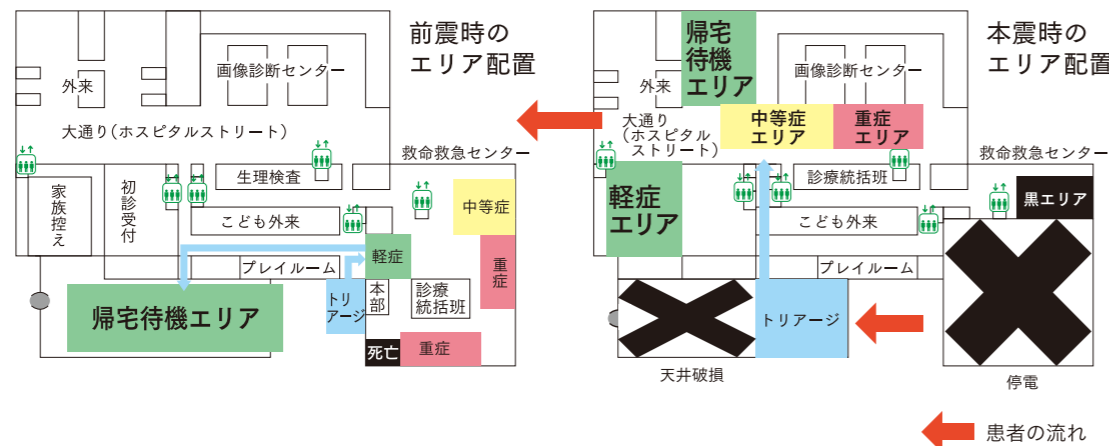 前震時の
エリア配置
画像診断センター
外来
大通り(ホスピタルストリート)
救命救急センター
生理検査
家族控え
初診受付
こども外来
中等症
軽症
重症
プレイルーム
トリアージ
本部
診療
統括班
帰宅待機エリア
死亡
重症
本震時の
エリア配置
帰宅
待機
エリア
画像診断センター
外来
中等症
エリア
重症
エリア
大通り
(ホスピタル
ストリート)
救命救急センター
診療統括班
軽症
エリア
黒エリア
こども外来
プレイルーム
トリアージ
天井破損
停電
患者の流れ